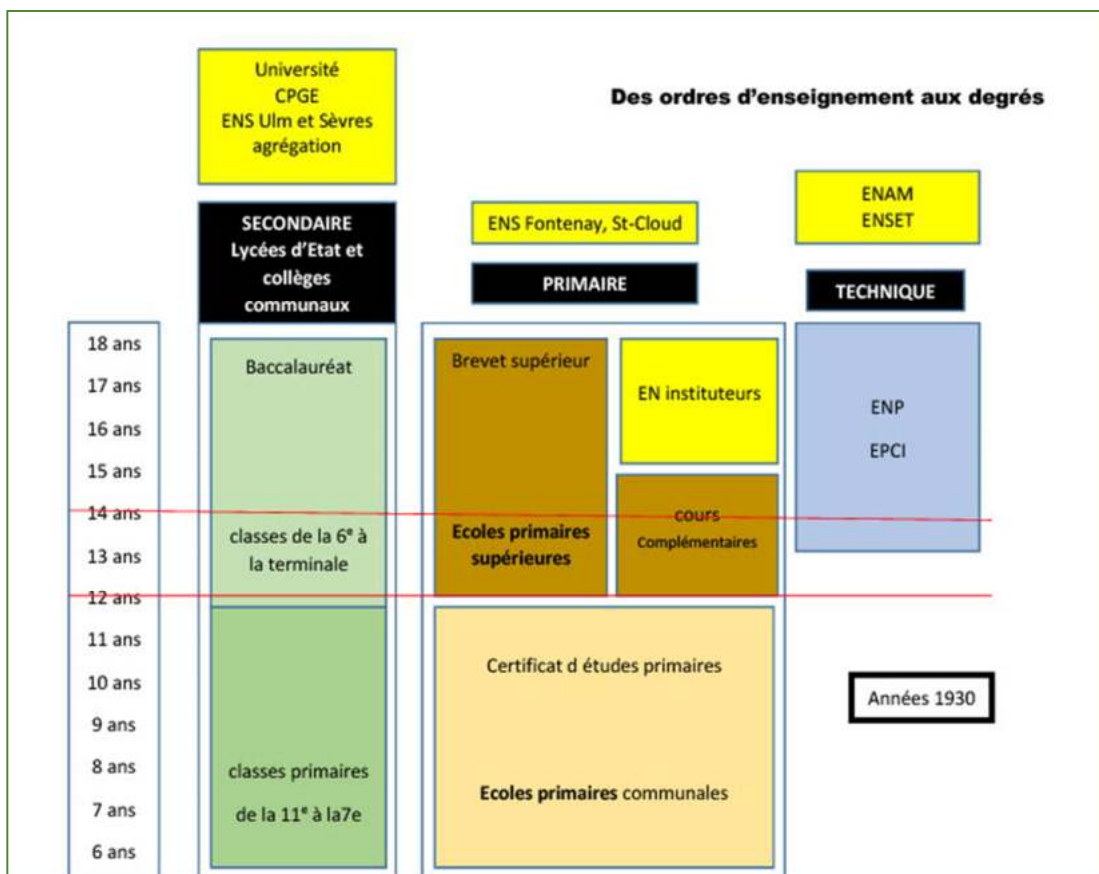 Des ordres d'enseignement aux degrés
Université
CPGE
ENS Ulm et Sèvres
agrégation
SECONDAIRE
Lycées d'Etat et
collèges
communaux
ENS Fontenay, St-Cloud
PRIMAIRE
ENAM
ENSET
TECHNIQUE
18 ans
17 ans
16 ans
15 ans
14 ans
13 ans
12 ans
11 ans
10 ans
9 ans
8 ans
7 ans
6 ans
Baccalauréat
classes de la 6e à
la terminale
classes primaires
de la 11e à la7e
Brevet supérieur
Ecoles primaires
supérieures
EN instituteurs
cours
Complémentaires
Certificat d études primaires
Ecoles primaires communales
ENP
EPCI
Années 1930